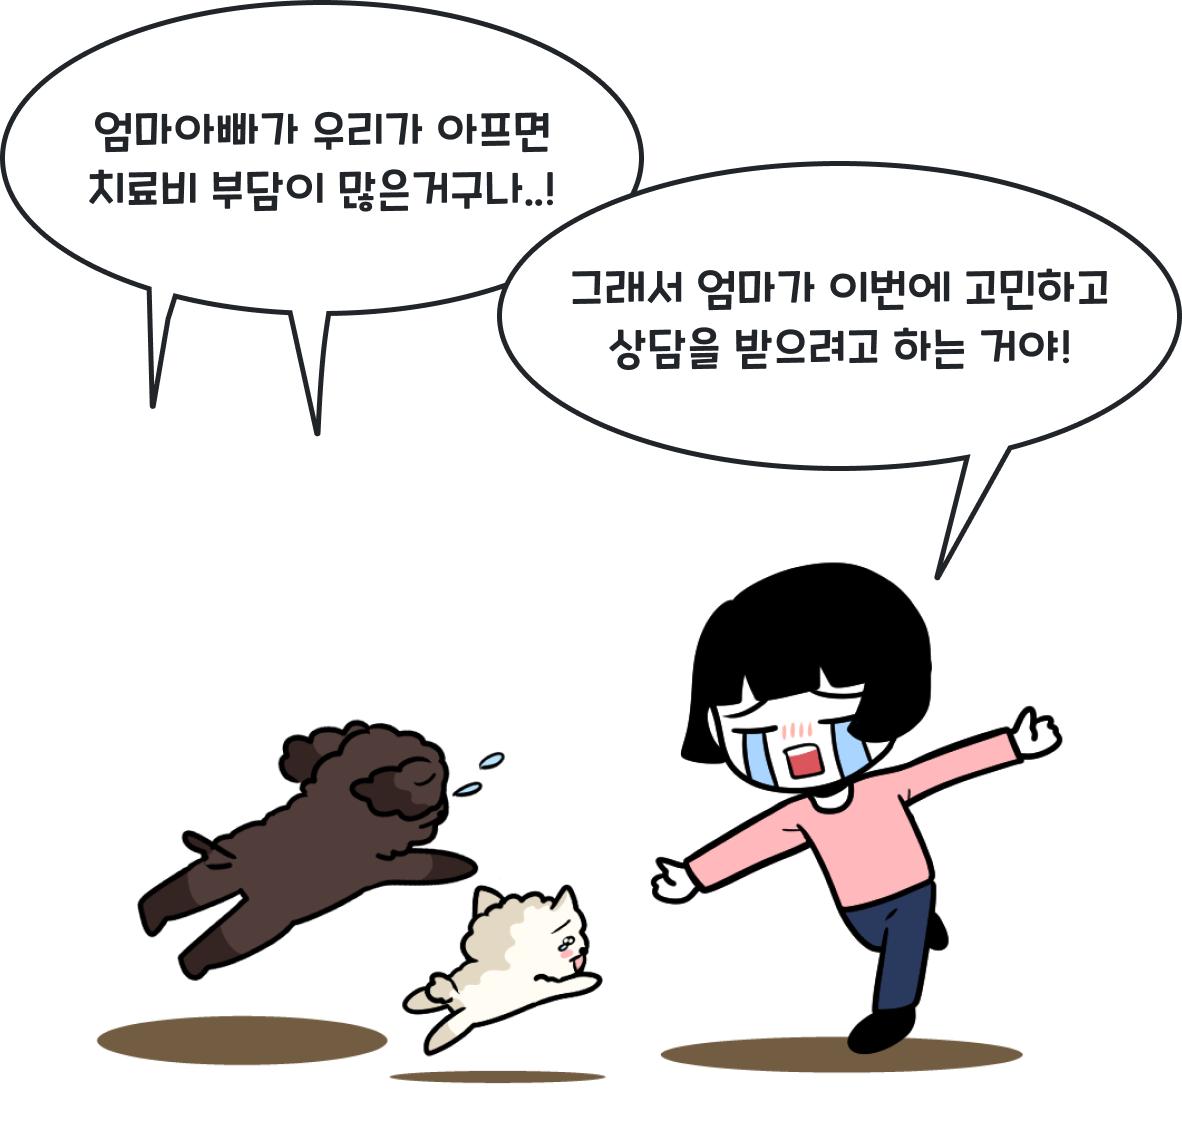 엄마아빠가 우리가 아프면
치료비 부담이 많은거구나..!
그래서 엄마가 이번에 고민하고
상담을 받으려고 하는 거야!